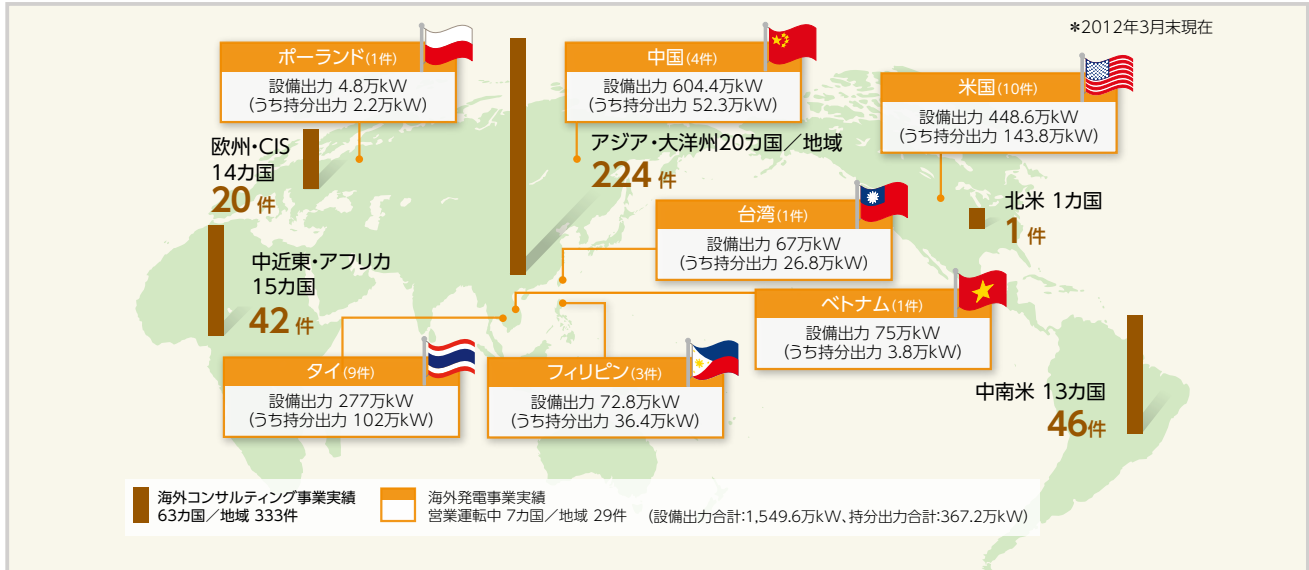 ＊2012年3月末現在
ポーランド(1件)
設備出力 4.8万kW
(うち持分出力 2.2万kW)
中国(4件)
設備出力 604.4万kW
(うち持分出力 52.3万kW)
米国(10件)
設備出力 448.6万kW
(うち持分出力 143.8万kW)
欧州・CIS
14カ国
20 件
アジア・大洋州20カ国／地域
224 件
台湾(1件)
設備出力 67万kW
(うち持分出力 26.8万kW)
北米 1カ国
1 件
中近東・アフリカ
15カ国
42 件
ベトナム(1件)
設備出力 75万kW
(うち持分出力 3.8万kW)
タイ(9件)
設備出力 277万kW
(うち持分出力 102万kW)
フィリピン(3件)
設備出力 72.8万kW
(うち持分出力 36.4万kW)
中南米 13カ国
46件
海外コンサルティング事業実績
63カ国／地域 333件
海外発電事業実績
営業運転中 7カ国／地域 29件 (設備出力合計:1,549.6万kW、持分出力合計:367.2万kW)